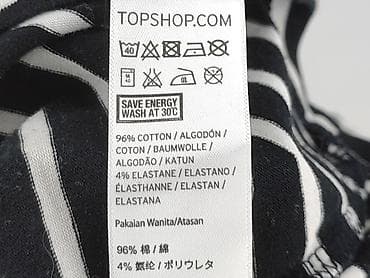 TOPSHOP.COM
40
SAVE ENERGY
WASH AT 30°C
96% COTTON / ALGODÓN /
COTON / BAUMWOLLE /
ALGODÃO / KATUN
4% ELASTANE / ELASTANO /
ÉLASTHANNE / ELASTAN /
ELASTANA
Pakaian Wanita/Atasan
96% 棉 / 綿
4% 氨纶 / ポリウレタ